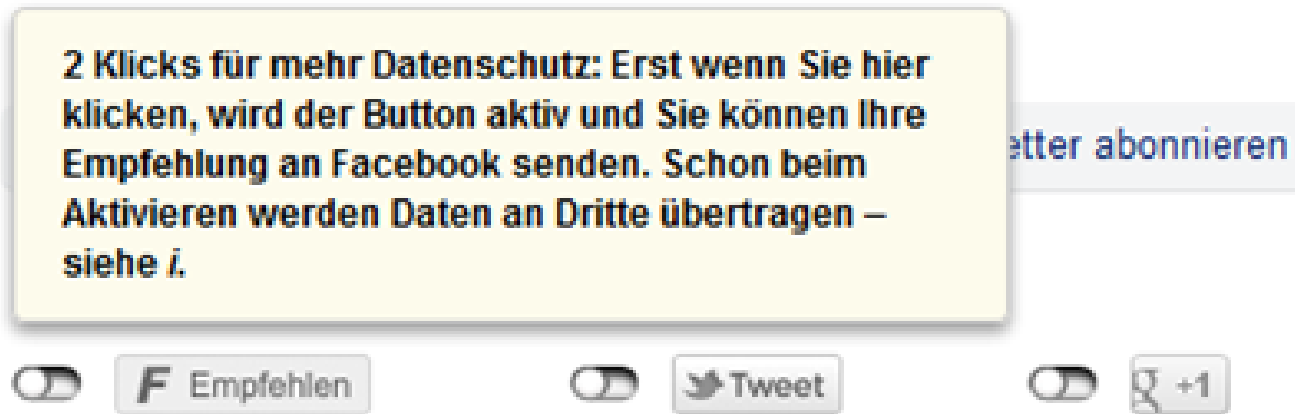 2 Klicks für mehr Datenschutz: Erst wenn Sie hier
klicken, wird der Button aktiv und Sie können Ihre
Empfehlung an Facebook senden. Schon beim
Aktivieren werden Daten an Dritte übertragen –
siehe i.
etter abonnieren
F Empfehlen
Tweet
g +1